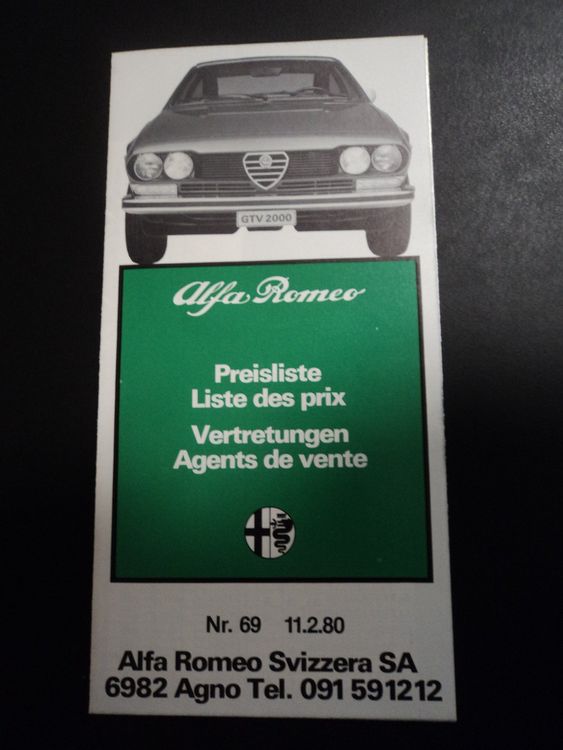 GTV 2000
Alfa Romeo
Preisliste
Liste des prix
Vertretungen
Agents de vente
Nr. 69 11.2.80
Alfa Romeo Svizzera SA
6982 Agno Tel. 091 591212